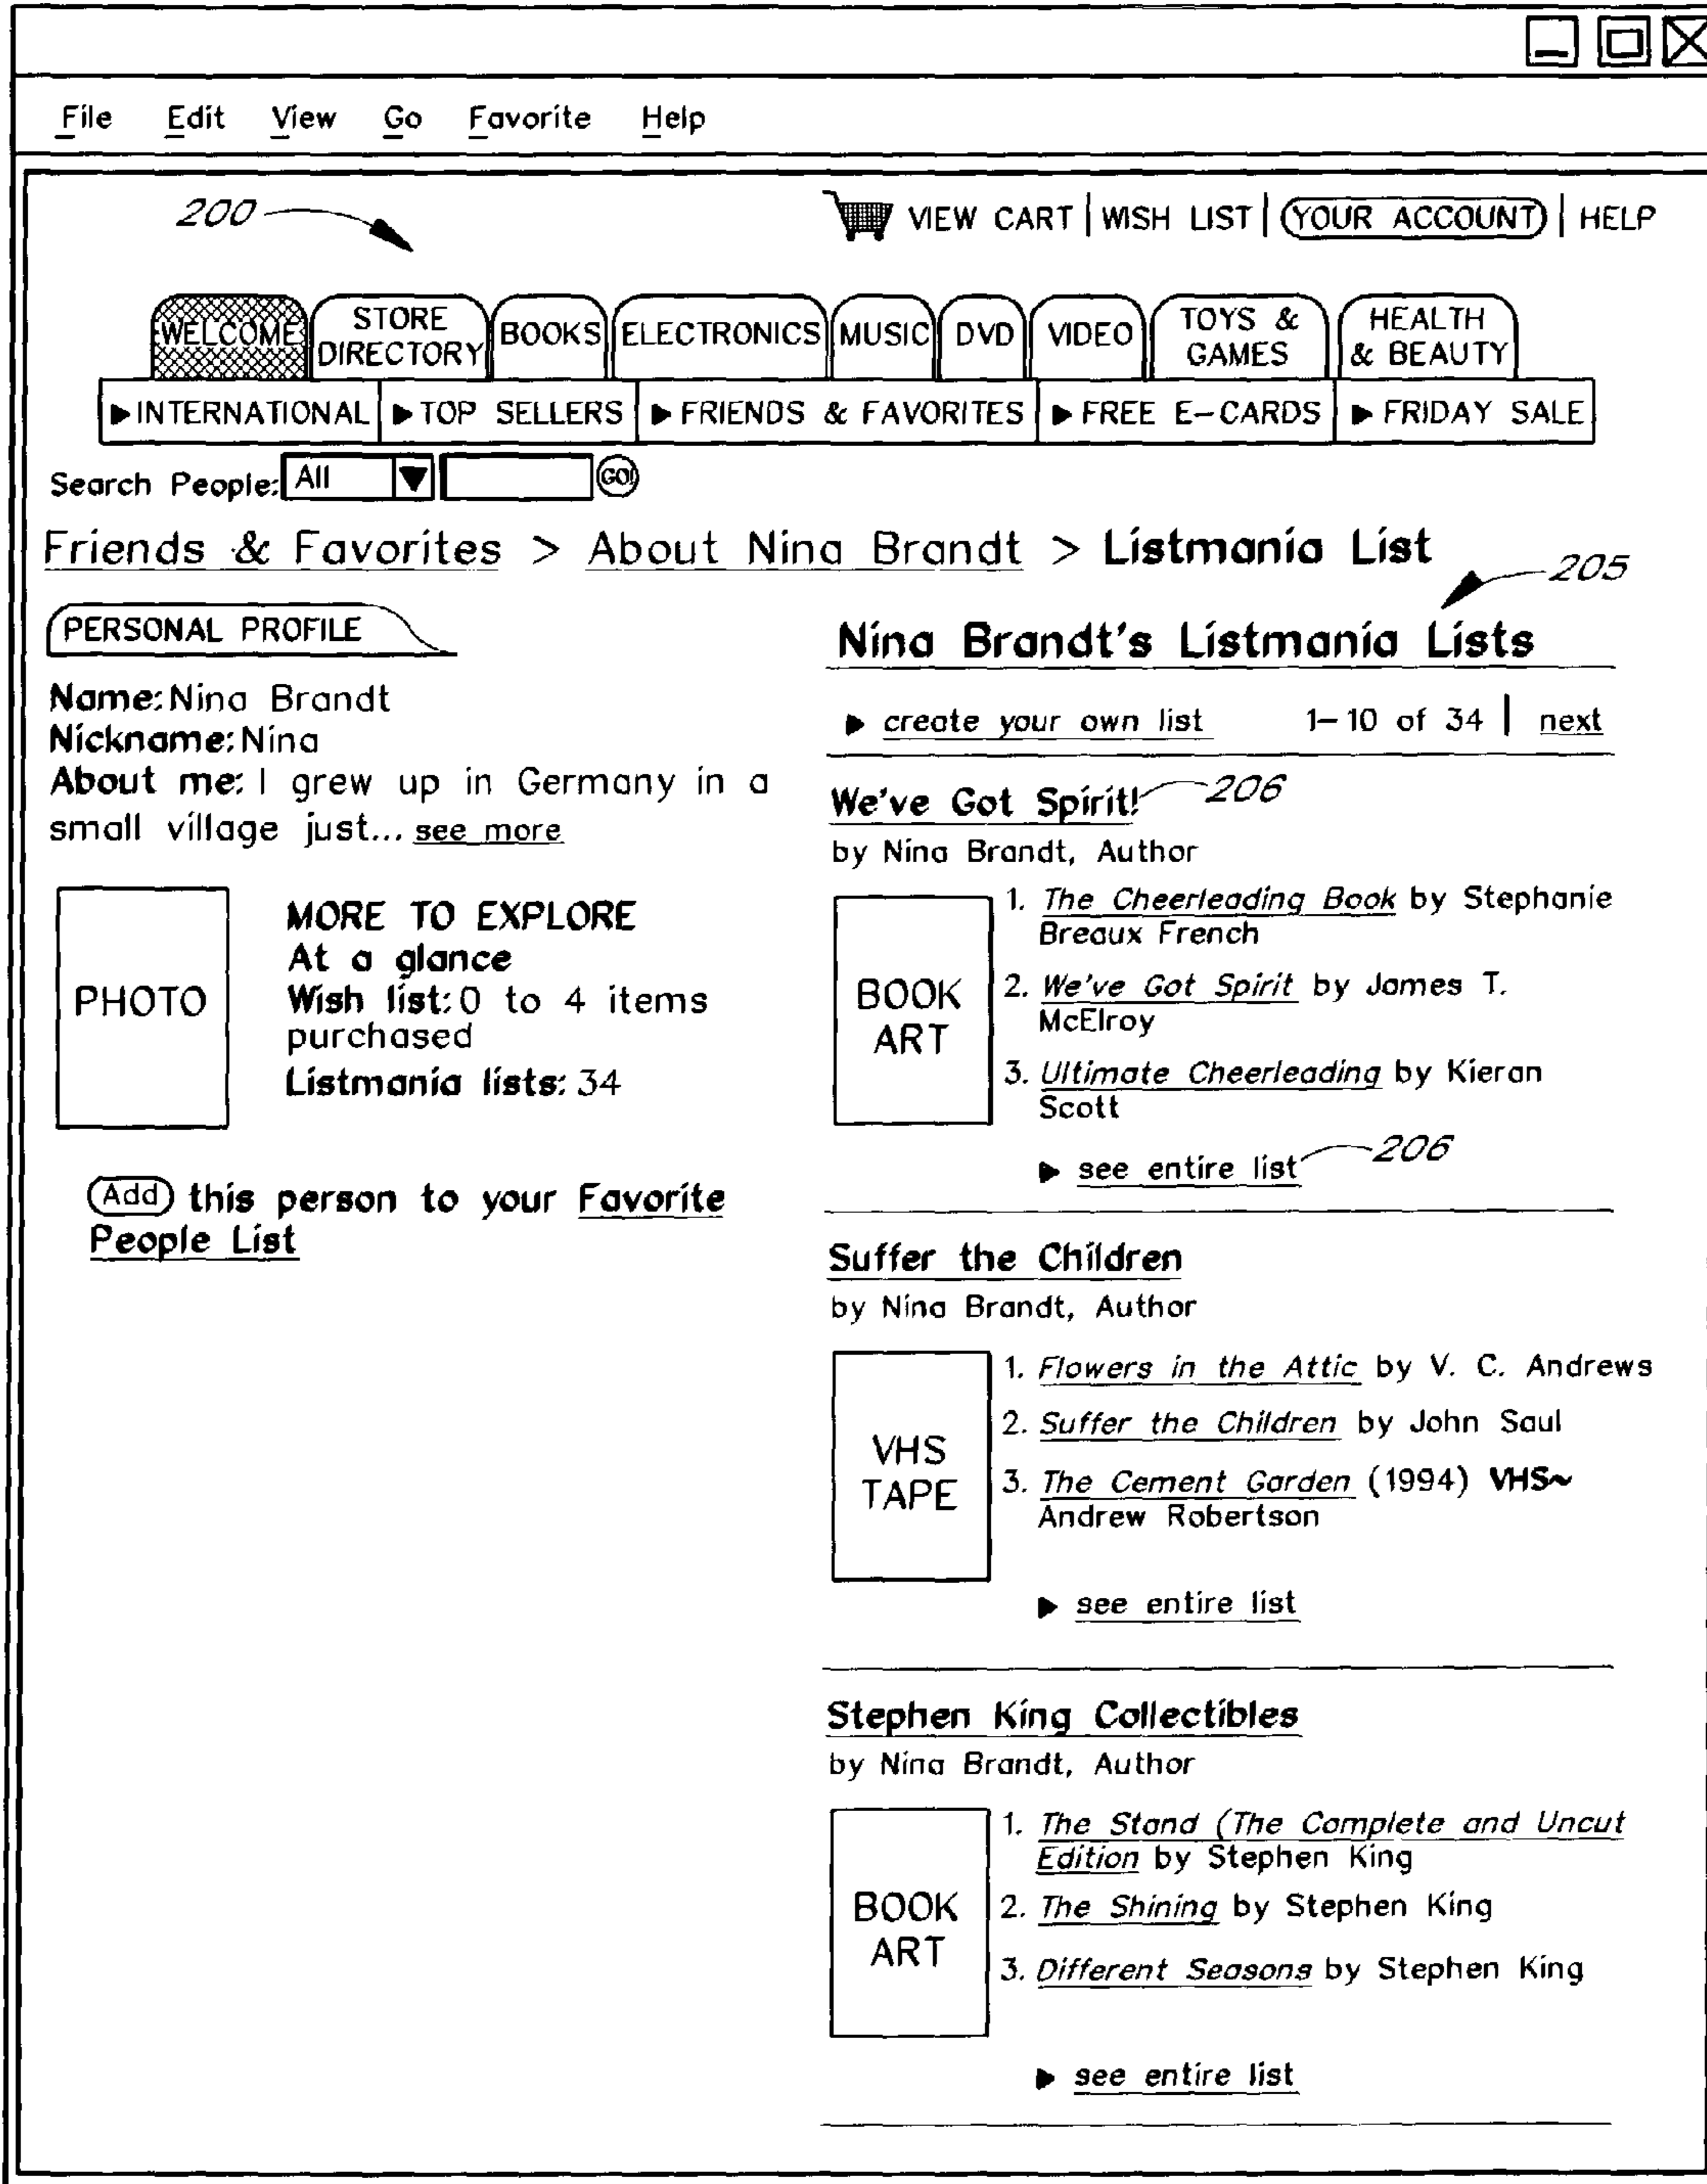 File Edit View Go Favorite Help
200
VIEW CART | WISH LIST | YOUR ACCOUNT | HELP
WELCOME
STORE
DIRECTORY
BOOKS
ELECTRONICS
MUSIC
DVD
VIDEO
TOYS &
GAMES
HEALTH
& BEAUTY
INTERNATIONAL
TOP SELLERS
FRIENDS & FAVORITES
FREE E-CARDS
FRIDAY SALE
Search People: All GO!
Friends & Favorites > About Nina Brandt > Listmania List
205
PERSONAL PROFILE
Name: Nina Brandt
Nickname: Nina
About me: I grew up in Germany in a
small village just... see more
PHOTO
MORE TO EXPLORE
At a glance
Wish list: 0 to 4 items
purchased
Listmania lists: 34
Add this person to your Favorite
People List
Nina Brandt's Listmania Lists
create your own list 1-10 of 34 | next
We've Got Spirit! 206
by Nina Brandt, Author
BOOK
ART
1. The Cheerleading Book by Stephanie
Breaux French
2. We've Got Spirit by James T.
McElroy
3. Ultimate Cheerleading by Kieran
Scott
see entire list 206
Suffer the Children
by Nina Brandt, Author
VHS
TAPE
1. Flowers in the Attic by V. C. Andrews
2. Suffer the Children by John Saul
3. The Cement Garden (1994) VHS~
Andrew Robertson
see entire list
Stephen King Collectibles
by Nina Brandt, Author
BOOK
ART
1. The Stand (The Complete and Uncut
Edition by Stephen King
2. The Shining by Stephen King
3. Different Seasons by Stephen King
see entire list